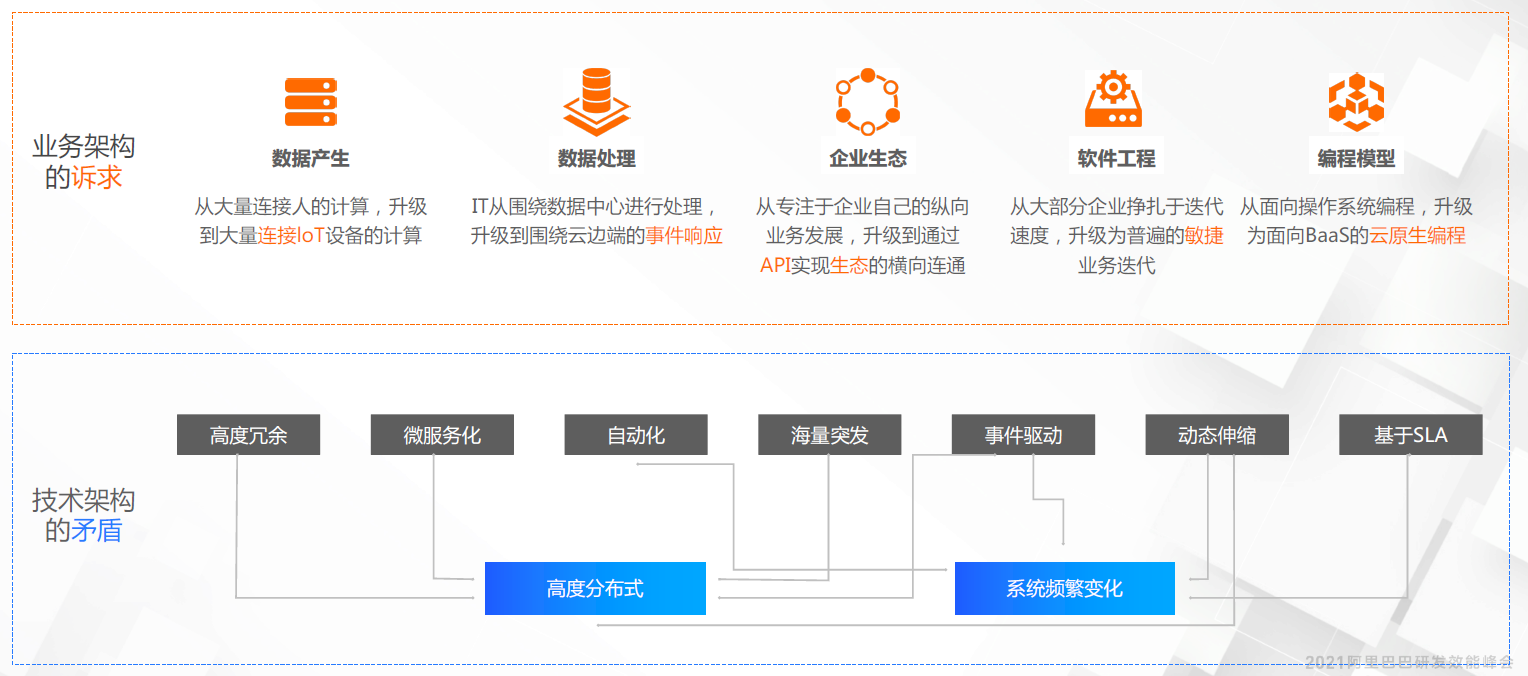 业务架构
的诉求
数据产生
从大量连接人的计算，升级
到大量连接IoT设备的计算
数据处理
IT从围绕数据中心进行处理，
升级到围绕云边端的事件响应
企业生态
从专注于企业自己的纵向
业务发展，升级到通过
API实现生态的横向连通
软件工程
从大部分企业挣扎于迭代
速度，升级为普遍的敏捷
业务迭代
编程模型
从面向操作系统编程，升级
为面向BaaS的云原生编程
技术架构
的矛盾
高度冗余
微服务化
自动化
海量突发
事件驱动
动态伸缩
基于SLA
高度分布式
系统频繁变化
2021阿里巴巴研发效能峰会